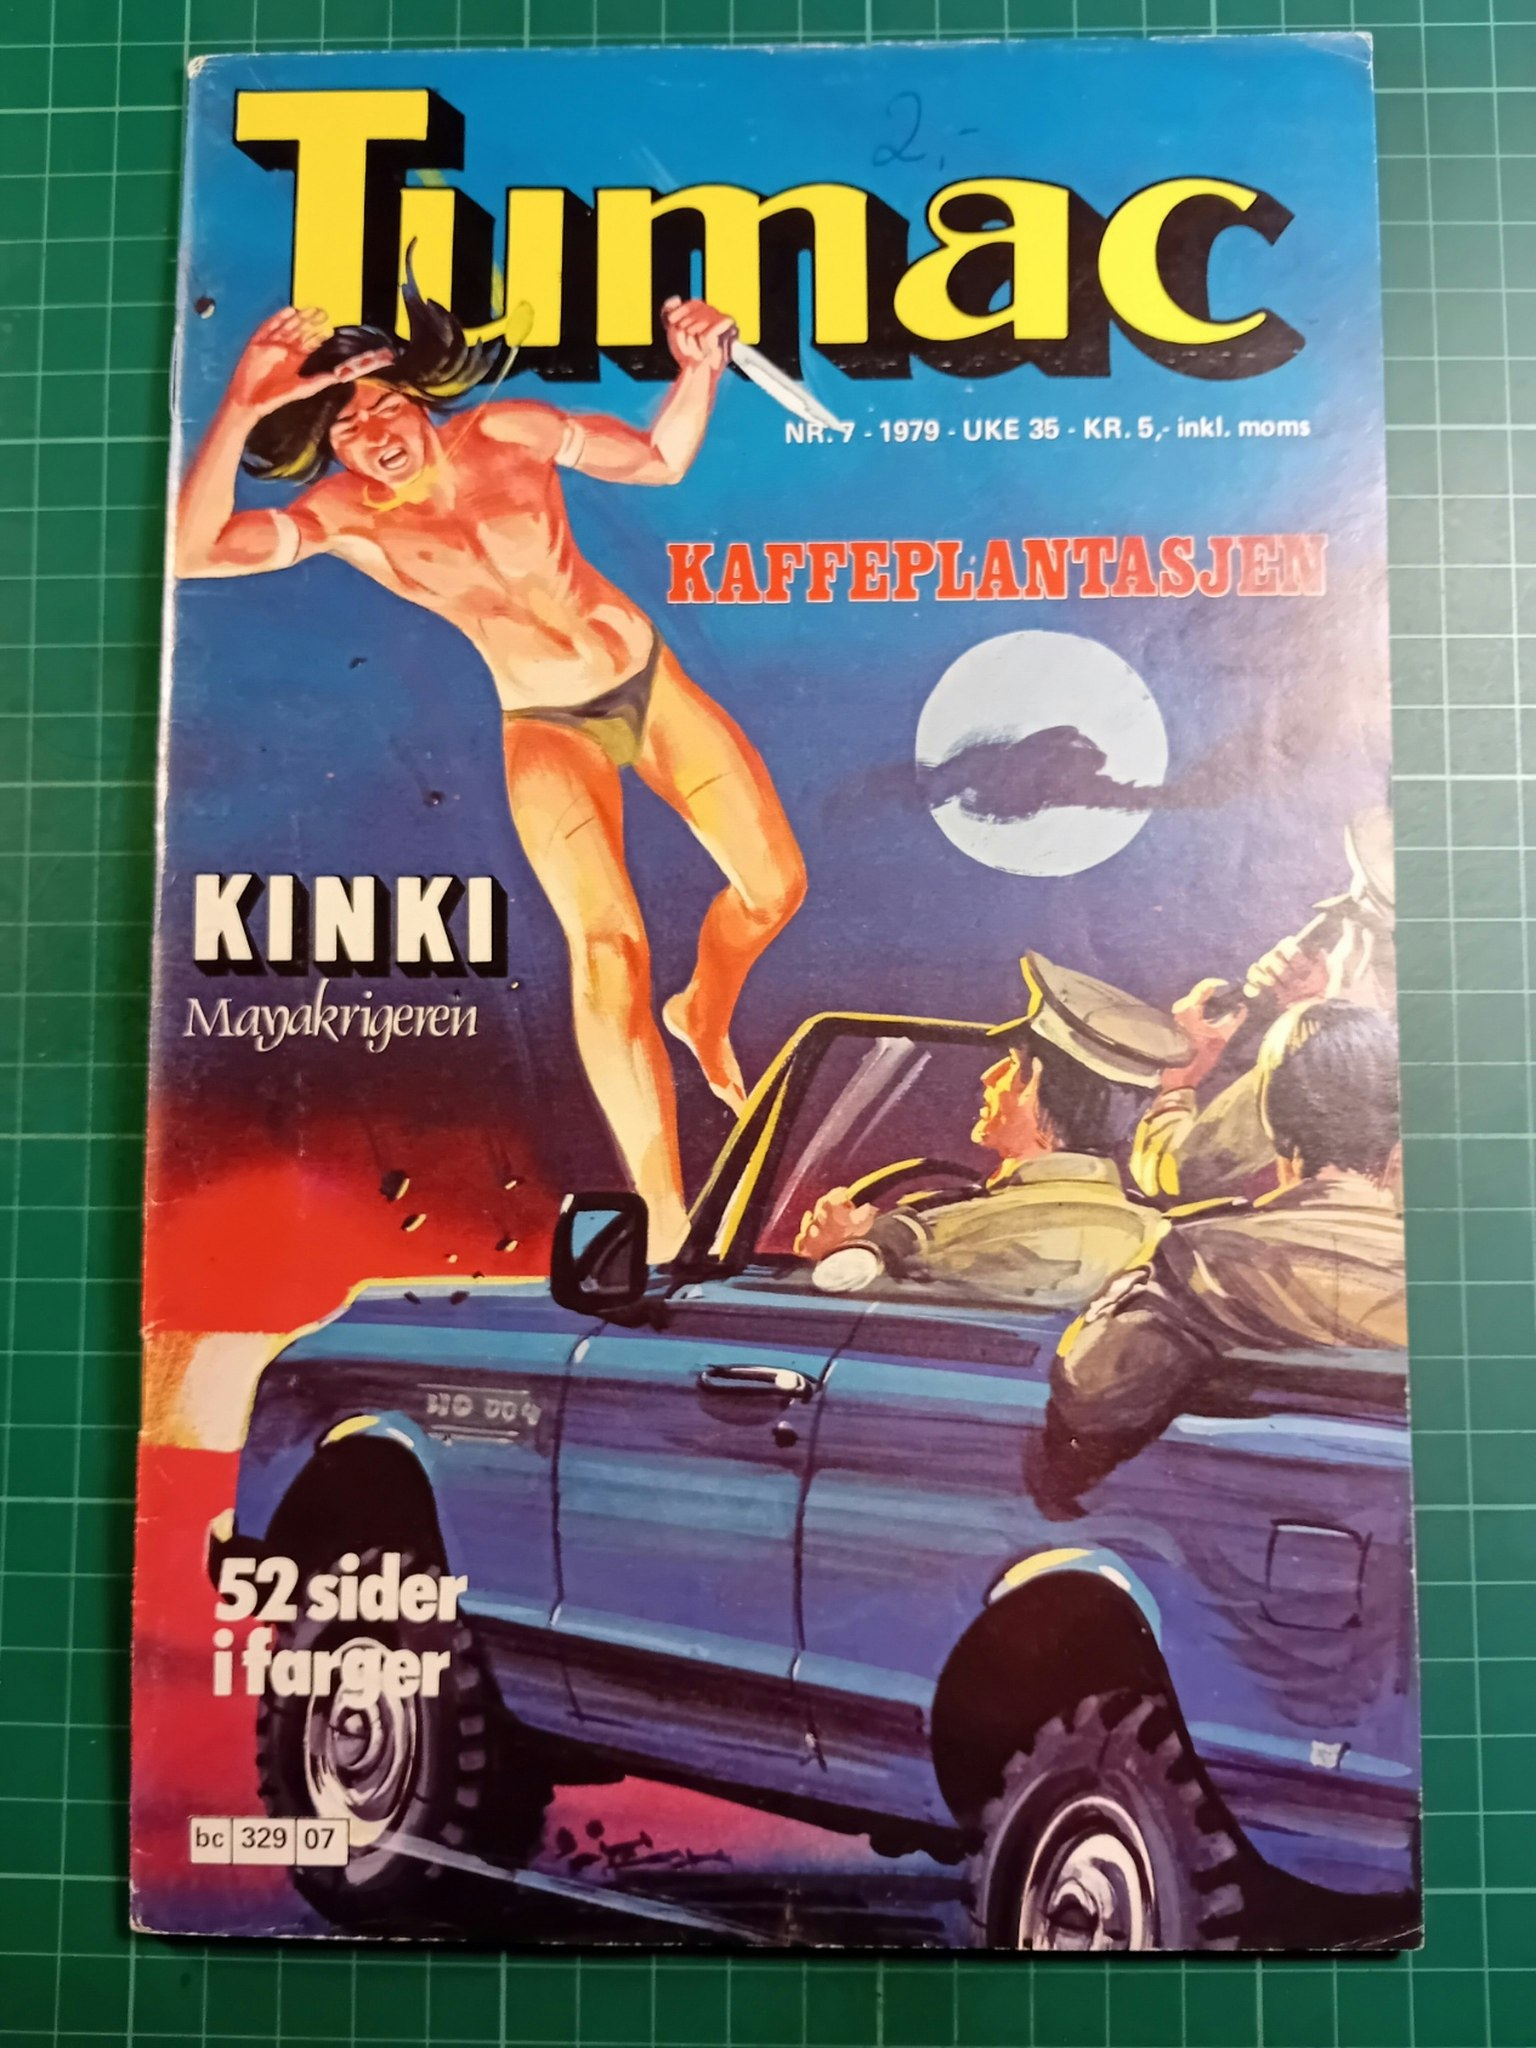 2,-
Tumac
NR. 7 - 1979 - UKE 35 - KR. 5,- inkl. moms
KAFFEPLANTASJEN
KINKI
Mayakrigeren
52 sider
i farger
bc 329 07